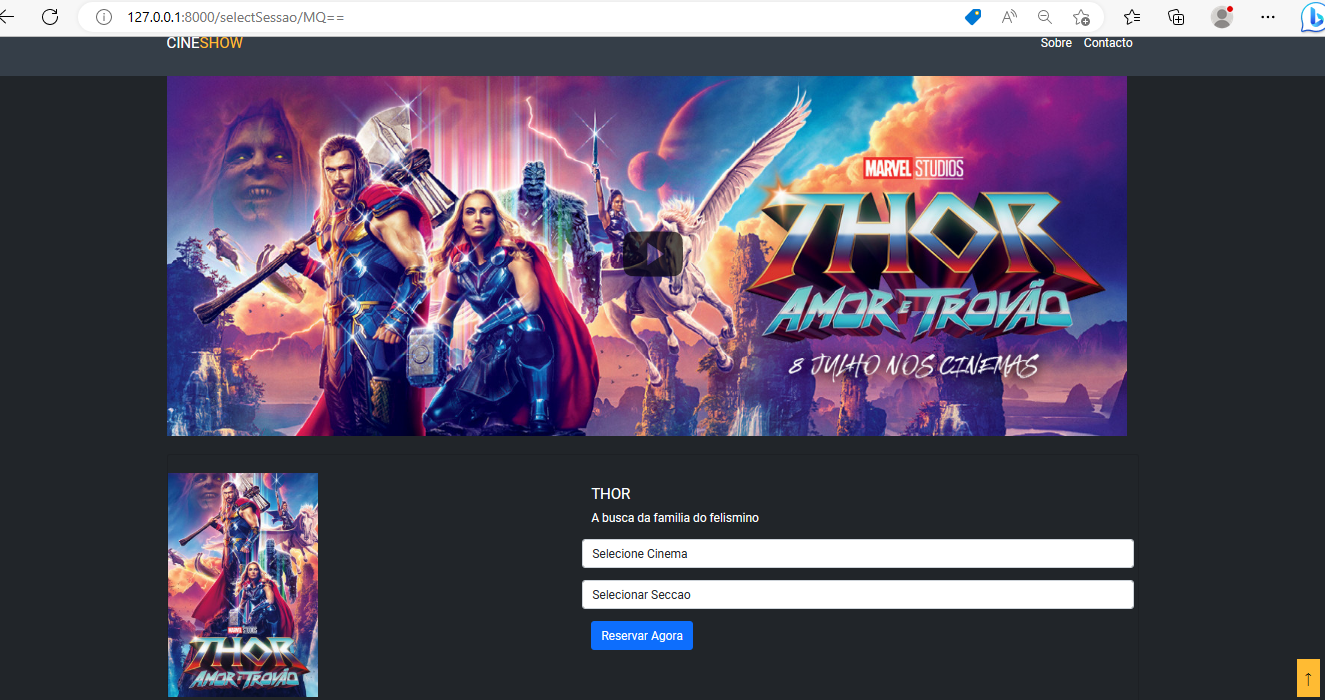 127.0.0.1:8000/selectSessao/MQ==
CINESHOW
Sobre Contacto
MARVEL STUDIOS
THOR
AMOR E TROVÃO
8 JULHO NOS CINEMAS
MARVEL STUDIOS
THOR
AMOR E TROVÃO
THOR
A busca da familia do felismino
Selecione Cinema
Selecionar Seccao
Reservar Agora